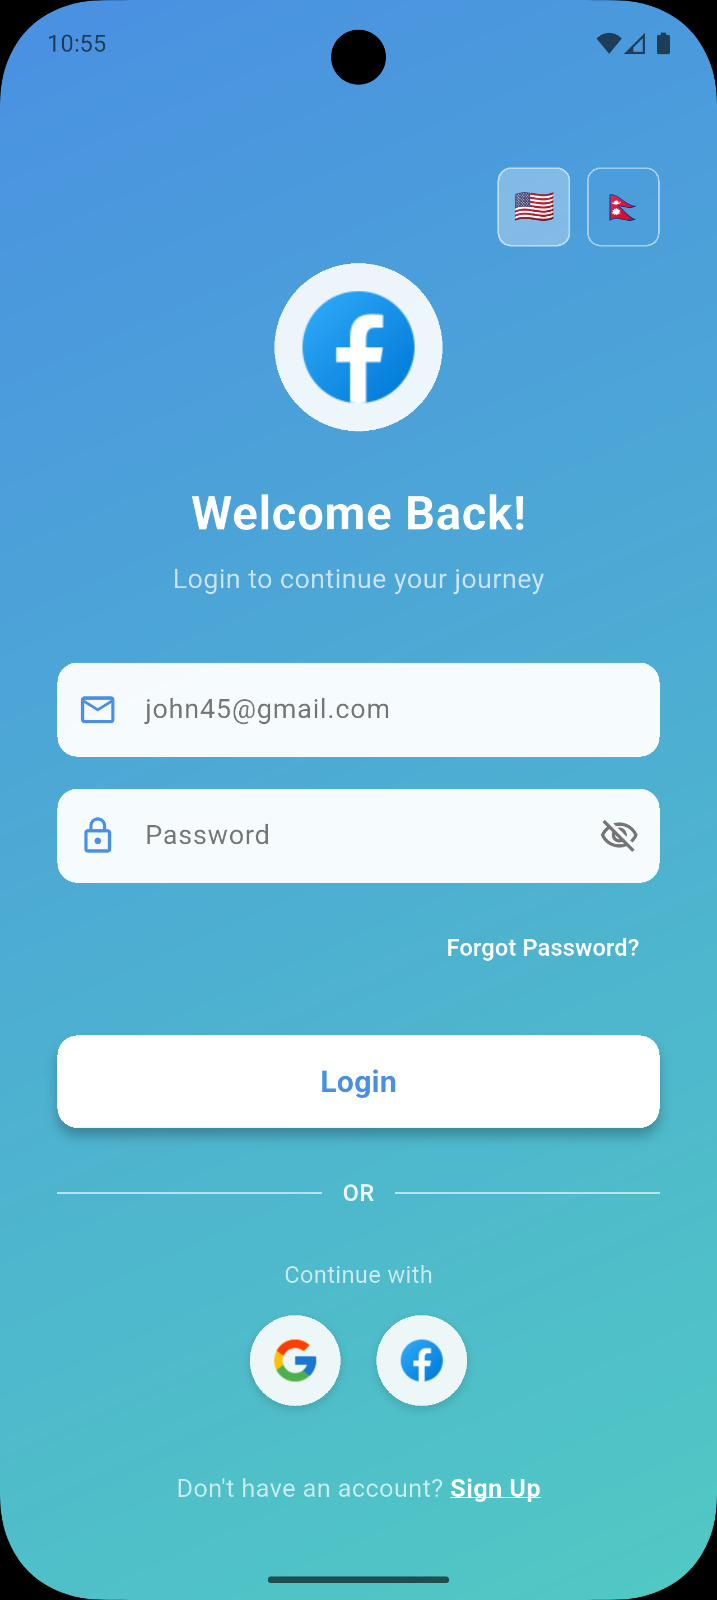 10:55
Welcome Back!
Login to continue your journey
john45@gmail.com
Password
Forgot Password?
Login
OR
Continue with
Don't have an account? Sign Up